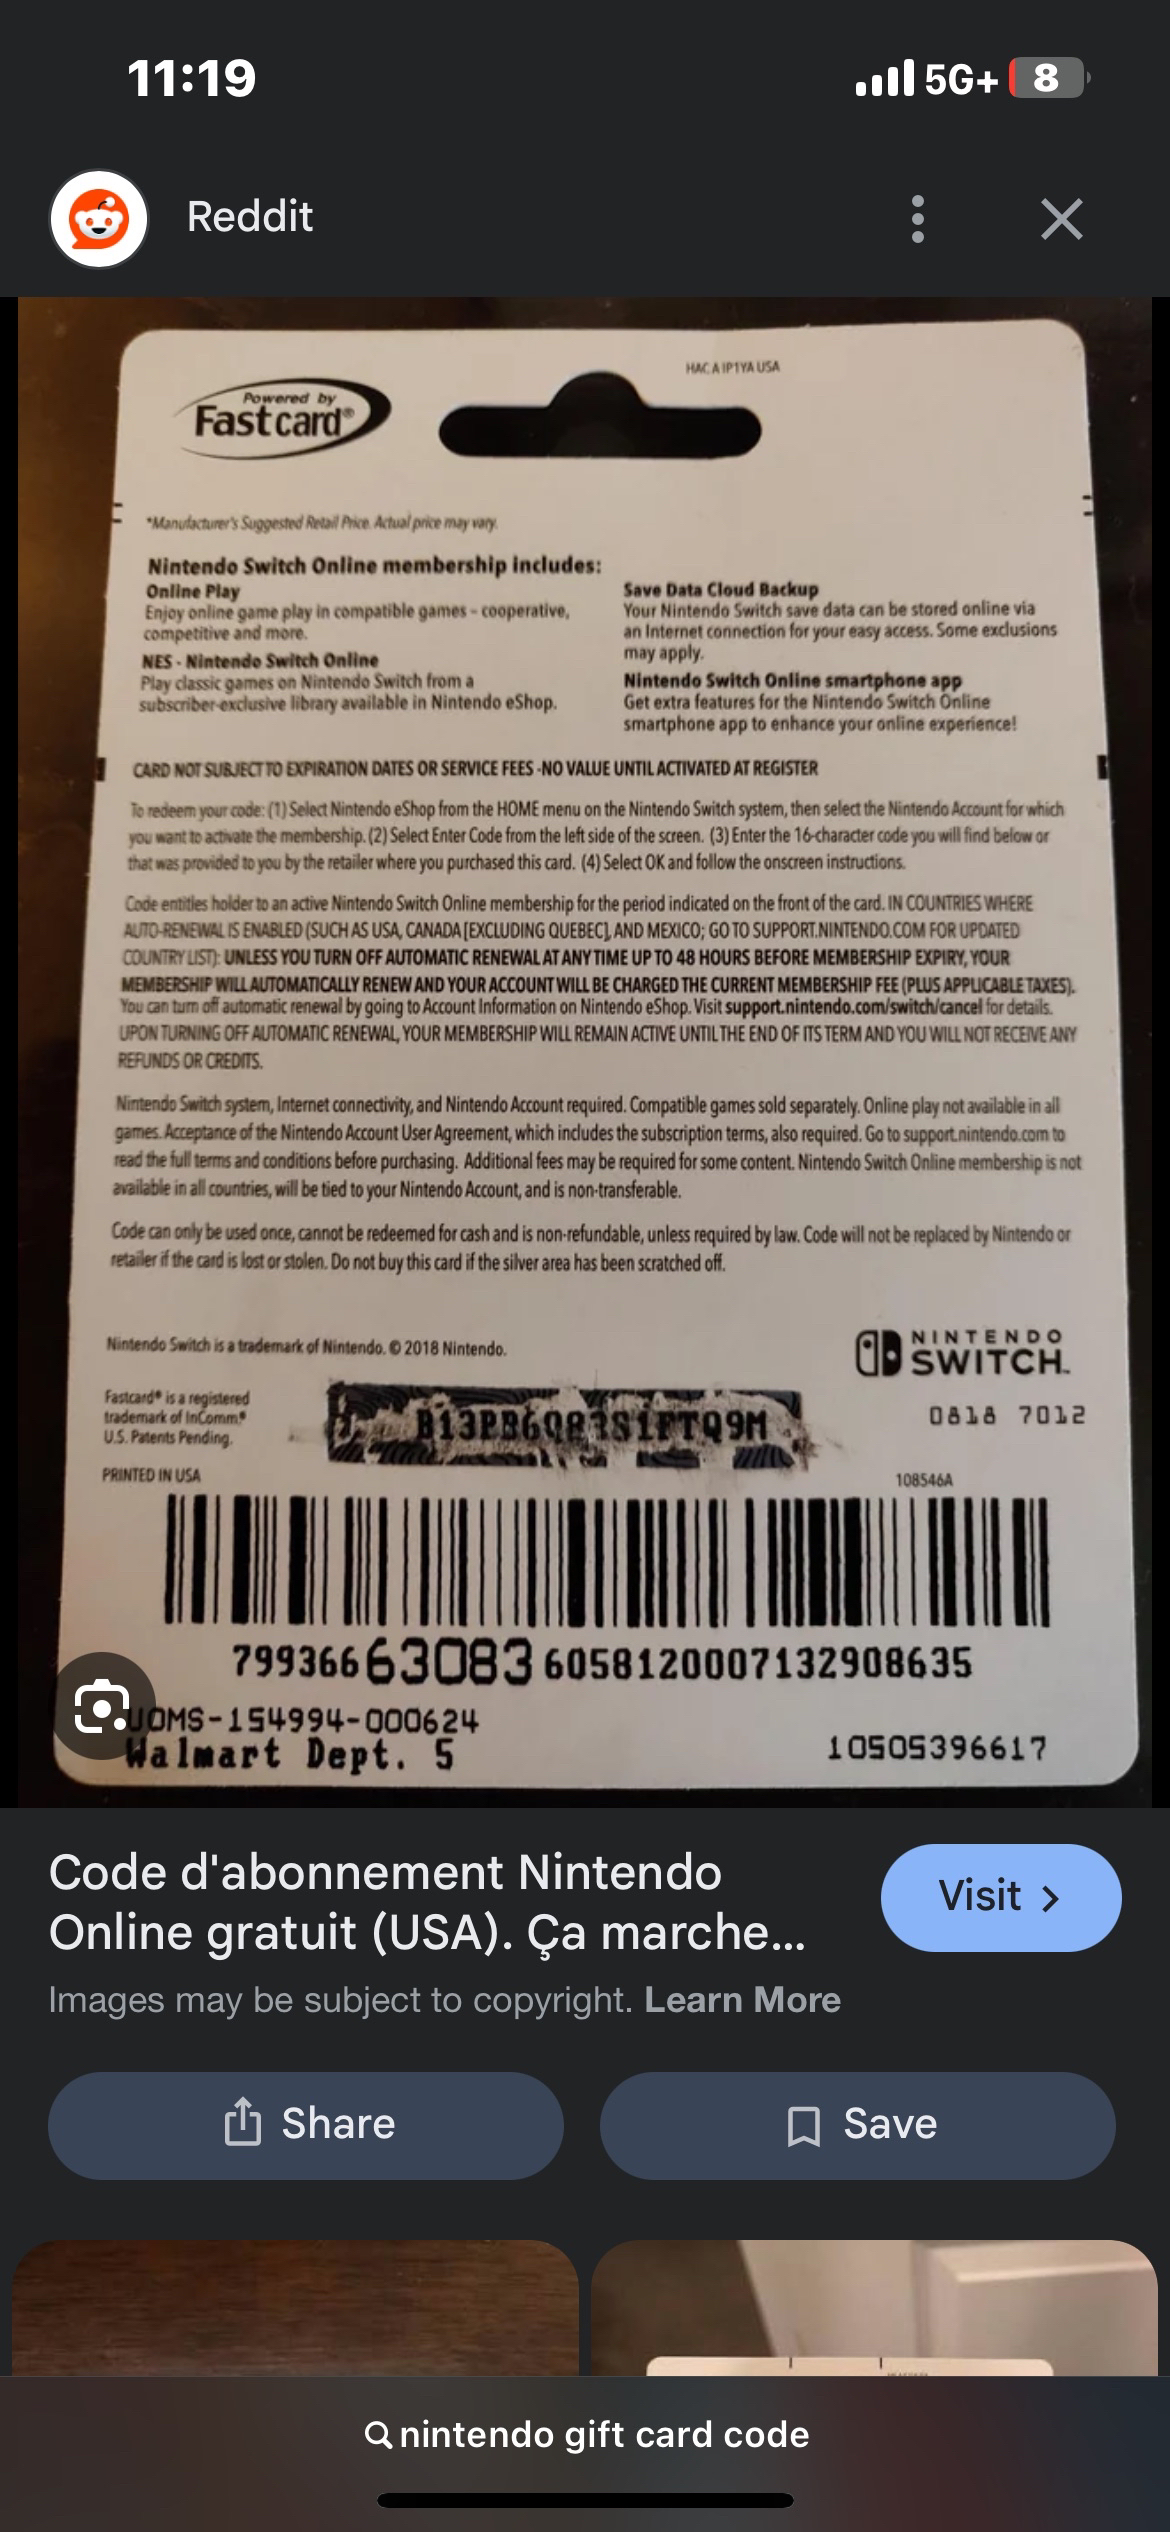 11:19
5G+ 8
Reddit
HAC A IP1YA USA
Powered by
Fastcard®
*Manufacturer's Suggested Retail Price. Actual price may vary.
Nintendo Switch Online membership includes:
Online Play
Enjoy online game play in compatible games - cooperative,
competitive and more.
NES - Nintendo Switch Online
Play classic games on Nintendo Switch from a
subscriber-exclusive library available in Nintendo eShop.
Save Data Cloud Backup
Your Nintendo Switch save data can be stored online via
an Internet connection for your easy access. Some exclusions
may apply.
Nintendo Switch Online smartphone app
Get extra features for the Nintendo Switch Online
smartphone app to enhance your online experience!
CARD NOT SUBJECT TO EXPIRATION DATES OR SERVICE FEES -NO VALUE UNTIL ACTIVATED AT REGISTER
To redeem your code: (1) Select Nintendo eShop from the HOME menu on the Nintendo Switch system, then select the Nintendo Account for which
you want to activate the membership. (2) Select Enter Code from the left side of the screen. (3) Enter the 16-character code you will find below or
that was provided to you by the retailer where you purchased this card. (4) Select OK and follow the onscreen instructions.
Code entitles holder to an active Nintendo Switch Online membership for the period indicated on the front of the card. IN COUNTRIES WHERE
AUTO-RENEWAL IS ENABLED (SUCH AS USA, CANADA [EXCLUDING QUEBEC], AND MEXICO; GO TO SUPPORT.NINTENDO.COM FOR UPDATED
COUNTRY LIST): UNLESS YOU TURN OFF AUTOMATIC RENEWAL AT ANY TIME UP TO 48 HOURS BEFORE MEMBERSHIP EXPIRY, YOUR
MEMBERSHIP WILL AUTOMATICALLY RENEW AND YOUR ACCOUNT WILL BE CHARGED THE CURRENT MEMBERSHIP FEE (PLUS APPLICABLE TAXES).
You can turn off automatic renewal by going to Account Information on Nintendo eShop. Visit support.nintendo.com/switch/cancel for details.
UPON TURNING OFF AUTOMATIC RENEWAL, YOUR MEMBERSHIP WILL REMAIN ACTIVE UNTIL THE END OF ITS TERM AND YOU WILL NOT RECEIVE ANY
REFUNDS OR CREDITS.
Nintendo Switch system, Internet connectivity, and Nintendo Account required. Compatible games sold separately. Online play not available in all
games. Acceptance of the Nintendo Account User Agreement, which includes the subscription terms, also required. Go to support.nintendo.com to
read the full terms and conditions before purchasing. Additional fees may be required for some content. Nintendo Switch Online membership is not
available in all countries, will be tied to your Nintendo Account, and is non-transferable.
Code can only be used once, cannot be redeemed for cash and is non-refundable, unless required by law. Code will not be replaced by Nintendo or
retailer if the card is lost or stolen. Do not buy this card if the silver area has been scratched off.
Nintendo Switch is a trademark of Nintendo. © 2018 Nintendo.
NINTENDO
SWITCH™
Fastcard® is a registered
trademark of InComm.®
U.S. Patents Pending.
0818 7012
PRINTED IN USA
108546A
799366 63083 6058120007132908635
UOMS-154994-000624
Walmart Dept. 5
10505396617
Code d'abonnement Nintendo
Online gratuit (USA). Ça marche...
Visit
Images may be subject to copyright. Learn More
Share
Save
nintendo gift card code